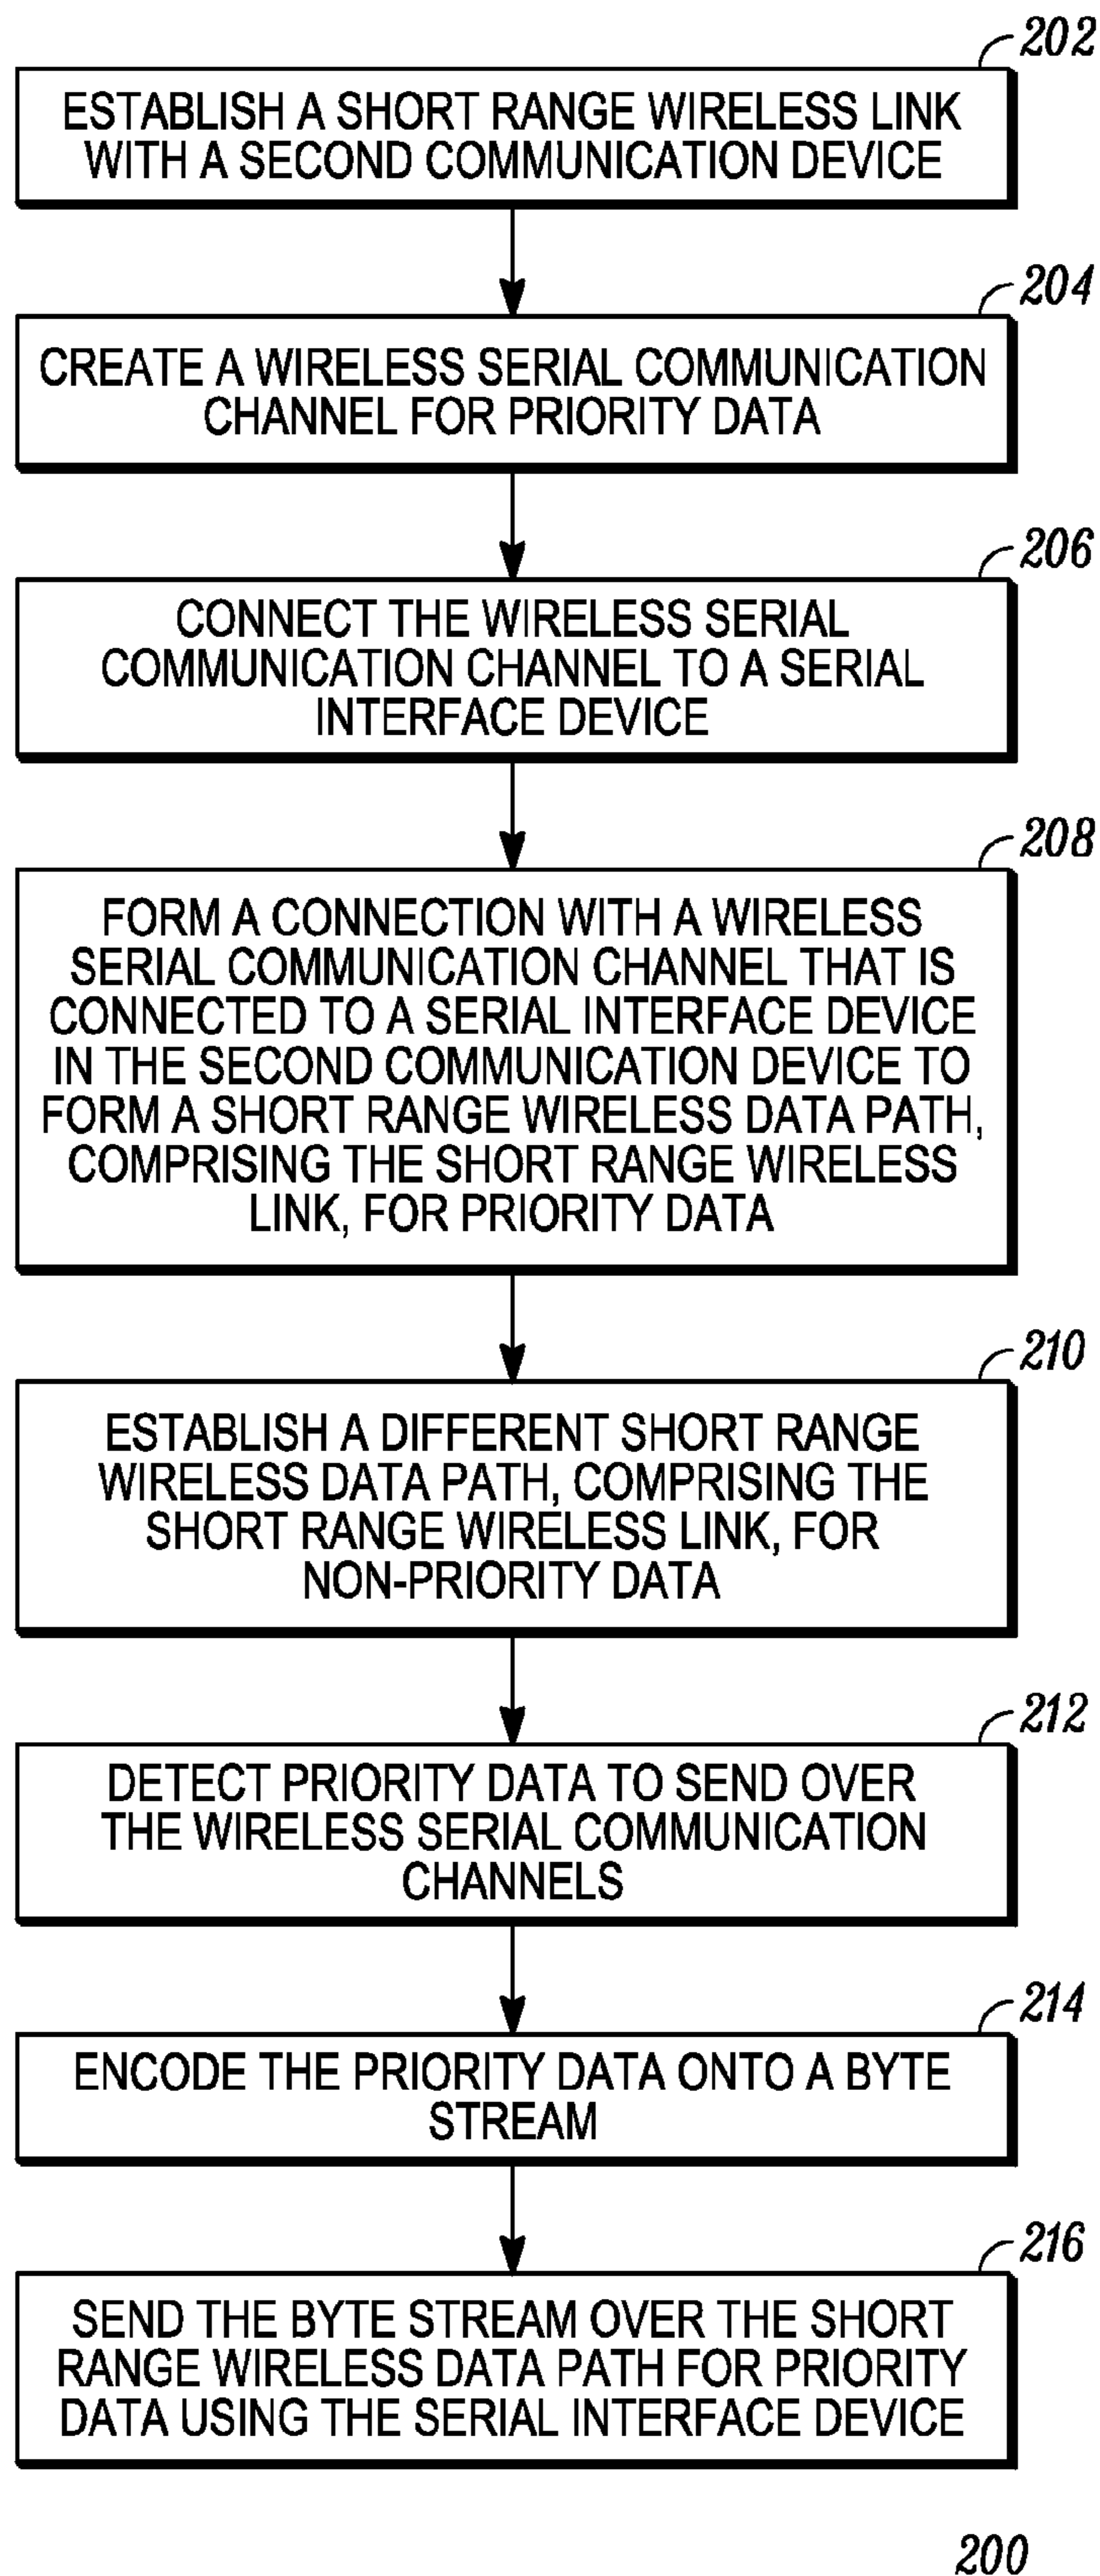 202
ESTABLISH A SHORT RANGE WIRELESS LINK
WITH A SECOND COMMUNICATION DEVICE
204
CREATE A WIRELESS SERIAL COMMUNICATION
CHANNEL FOR PRIORITY DATA
206
CONNECT THE WIRELESS SERIAL
COMMUNICATION CHANNEL TO A SERIAL
INTERFACE DEVICE
208
FORM A CONNECTION WITH A WIRELESS
SERIAL COMMUNICATION CHANNEL THAT IS
CONNECTED TO A SERIAL INTERFACE DEVICE
IN THE SECOND COMMUNICATION DEVICE TO
FORM A SHORT RANGE WIRELESS DATA PATH,
COMPRISING THE SHORT RANGE WIRELESS
LINK, FOR PRIORITY DATA
210
ESTABLISH A DIFFERENT SHORT RANGE
WIRELESS DATA PATH, COMPRISING THE
SHORT RANGE WIRELESS LINK, FOR
NON-PRIORITY DATA
212
DETECT PRIORITY DATA TO SEND OVER
THE WIRELESS SERIAL COMMUNICATION
CHANNELS
214
ENCODE THE PRIORITY DATA ONTO A BYTE
STREAM
216
SEND THE BYTE STREAM OVER THE SHORT
RANGE WIRELESS DATA PATH FOR PRIORITY
DATA USING THE SERIAL INTERFACE DEVICE
200